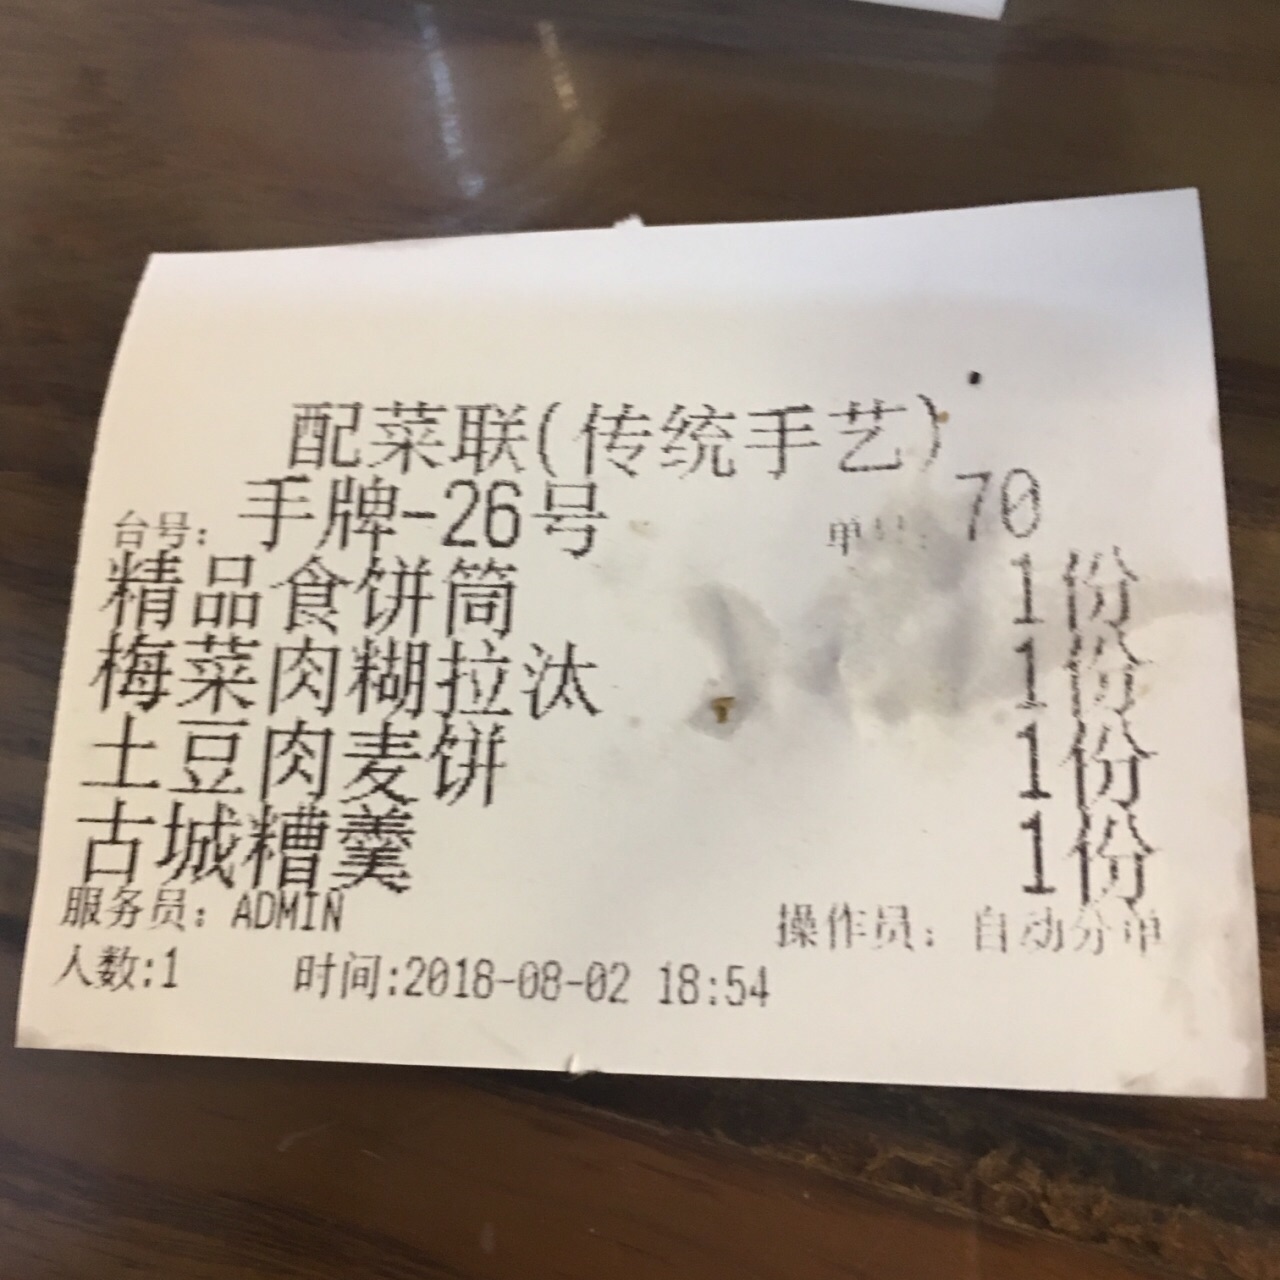 配菜联(传统手艺)
台号: 手牌-26号 单号: 70
精品食饼筒 1份
梅菜肉糊拉汰 1份
土豆肉麦饼 1份
古城糟羹 1份
服务员: ADMIN 操作员: 自动分单
人数:1 时间:2018-08-02 18:54